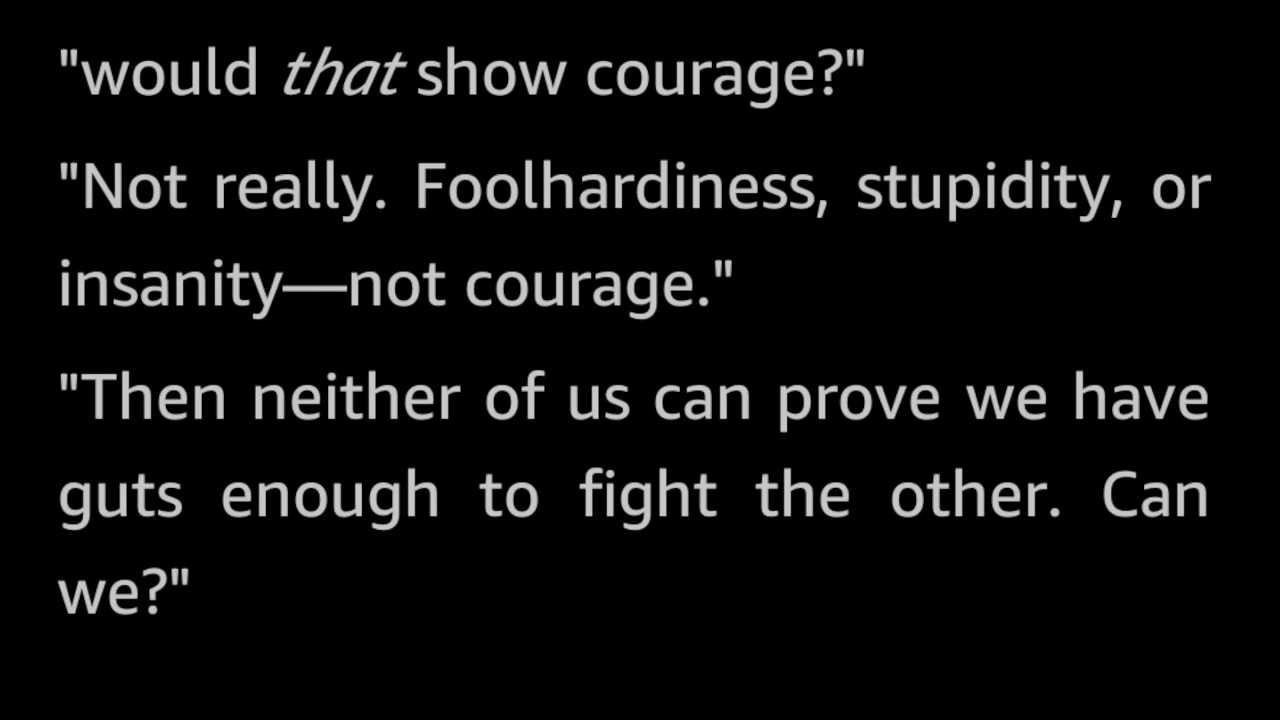 "would that show courage?"
"Not really. Foolhardiness, stupidity, or
insanity—not courage."
"Then neither of us can prove we have
guts enough to fight the other. Can
we?"